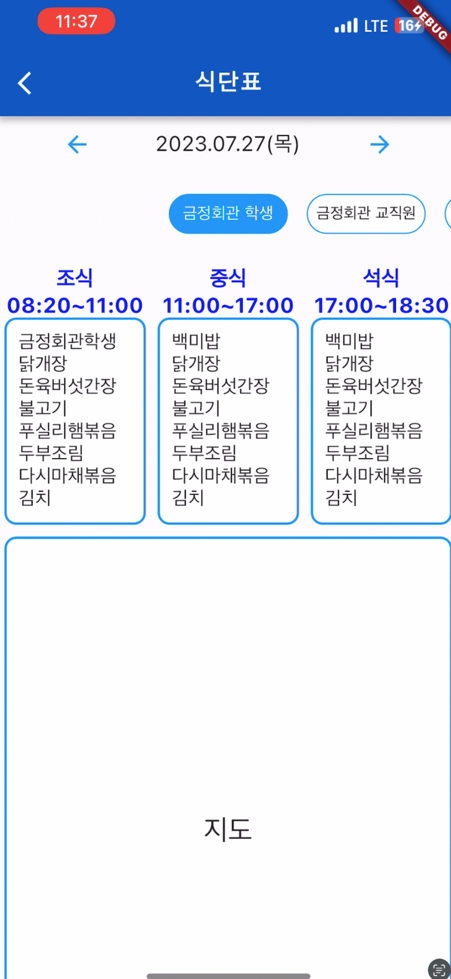 11:37
LTE
16
DEBUG
식단표
2023.07.27(목)
금정회관 학생
금정회관 교직원
조식
08:20~11:00
중식
11:00~17:00
석식
17:00~18:30
금정회관학생
닭개장
돈육버섯간장
불고기
푸실리햄볶음
두부조림
다시마채볶음
김치
백미밥
닭개장
돈육버섯간장
불고기
푸실리햄볶음
두부조림
다시마채볶음
김치
백미밥
닭개장
돈육버섯간장
불고기
푸실리햄볶음
두부조림
다시마채볶음
김치
지도